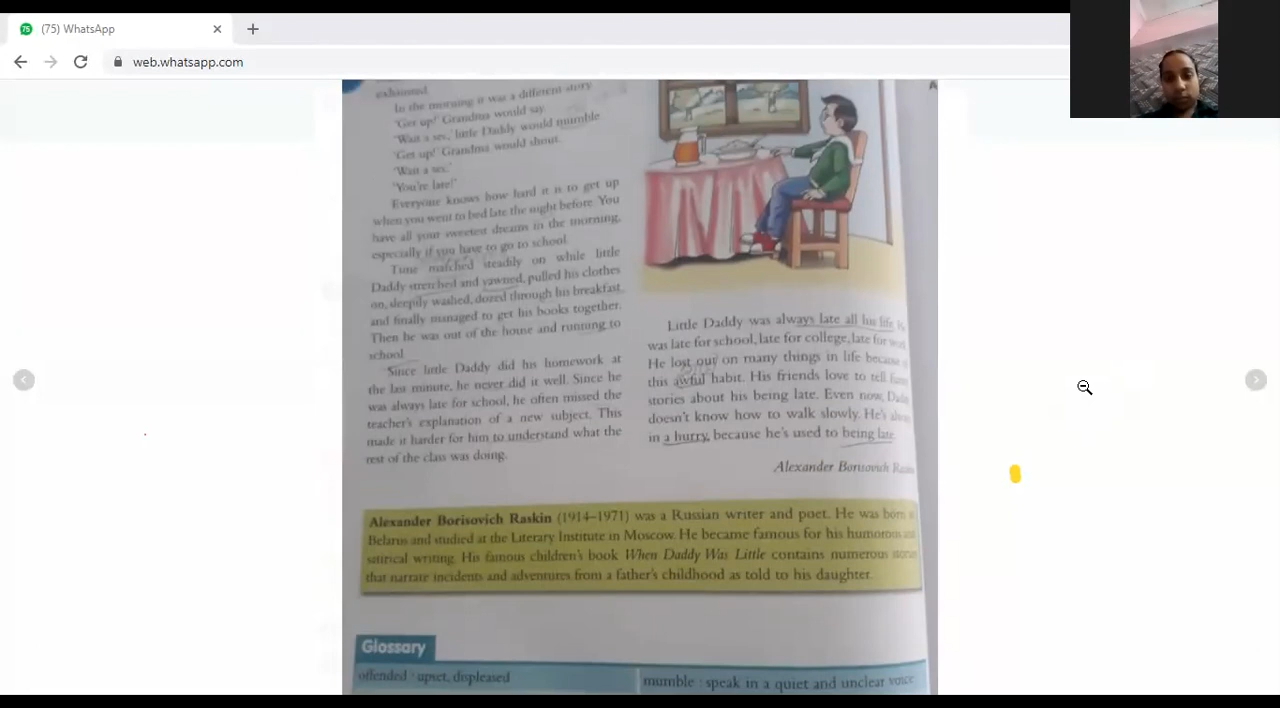 (75) WhatsApp
web.whatsapp.com
exhausted.
In the morning it was a different story
'Get up!' Grandma would say.
'Wait a sec,' little Daddy would mumble
'Get up!' Grandma would shout.
'Wait a sec.'
'You're late!'
Everyone knows how hard it is to get up
when you went to bed late the night before. You
have all your sweetest dreams in the morning,
especially if you have to go to school.
Time matched steadily on while little
Daddy stretched and yawned, pulled his clothes
on, sleepily washed, dozed through his breakfast,
and finally managed to get his books together.
Then he was out of the house and running to
school.
Since little Daddy did his homework at
the last minute, he never did it well. Since he
was always late for school, he often missed the
teacher's explanation of a new subject. This
made it harder for him to understand what the
rest of the class was doing.
A
Little Daddy was always late all his life.
was late for school, late for college, late for
He lost out on many things in life because
this awful habit. His friends love to tell
stories about his being late. Even now,
doesn't know how to walk slowly. He's
in a hurry, because he's used to being late.
Alexander Borisovich
Alexander Borisovich Raskin (1914–1971) was a Russian writer and poet. He was born
Belarus and studied at the Literary Institute in Moscow. He became famous for his humorous
satirical writing. His famous children's book When Daddy Was Little contains numerous stories
that narrate incidents and adventures from a father's childhood as told to his daughter.
Glossary
offended : upset, displeased
mumble : speak in a quiet and unclear voice